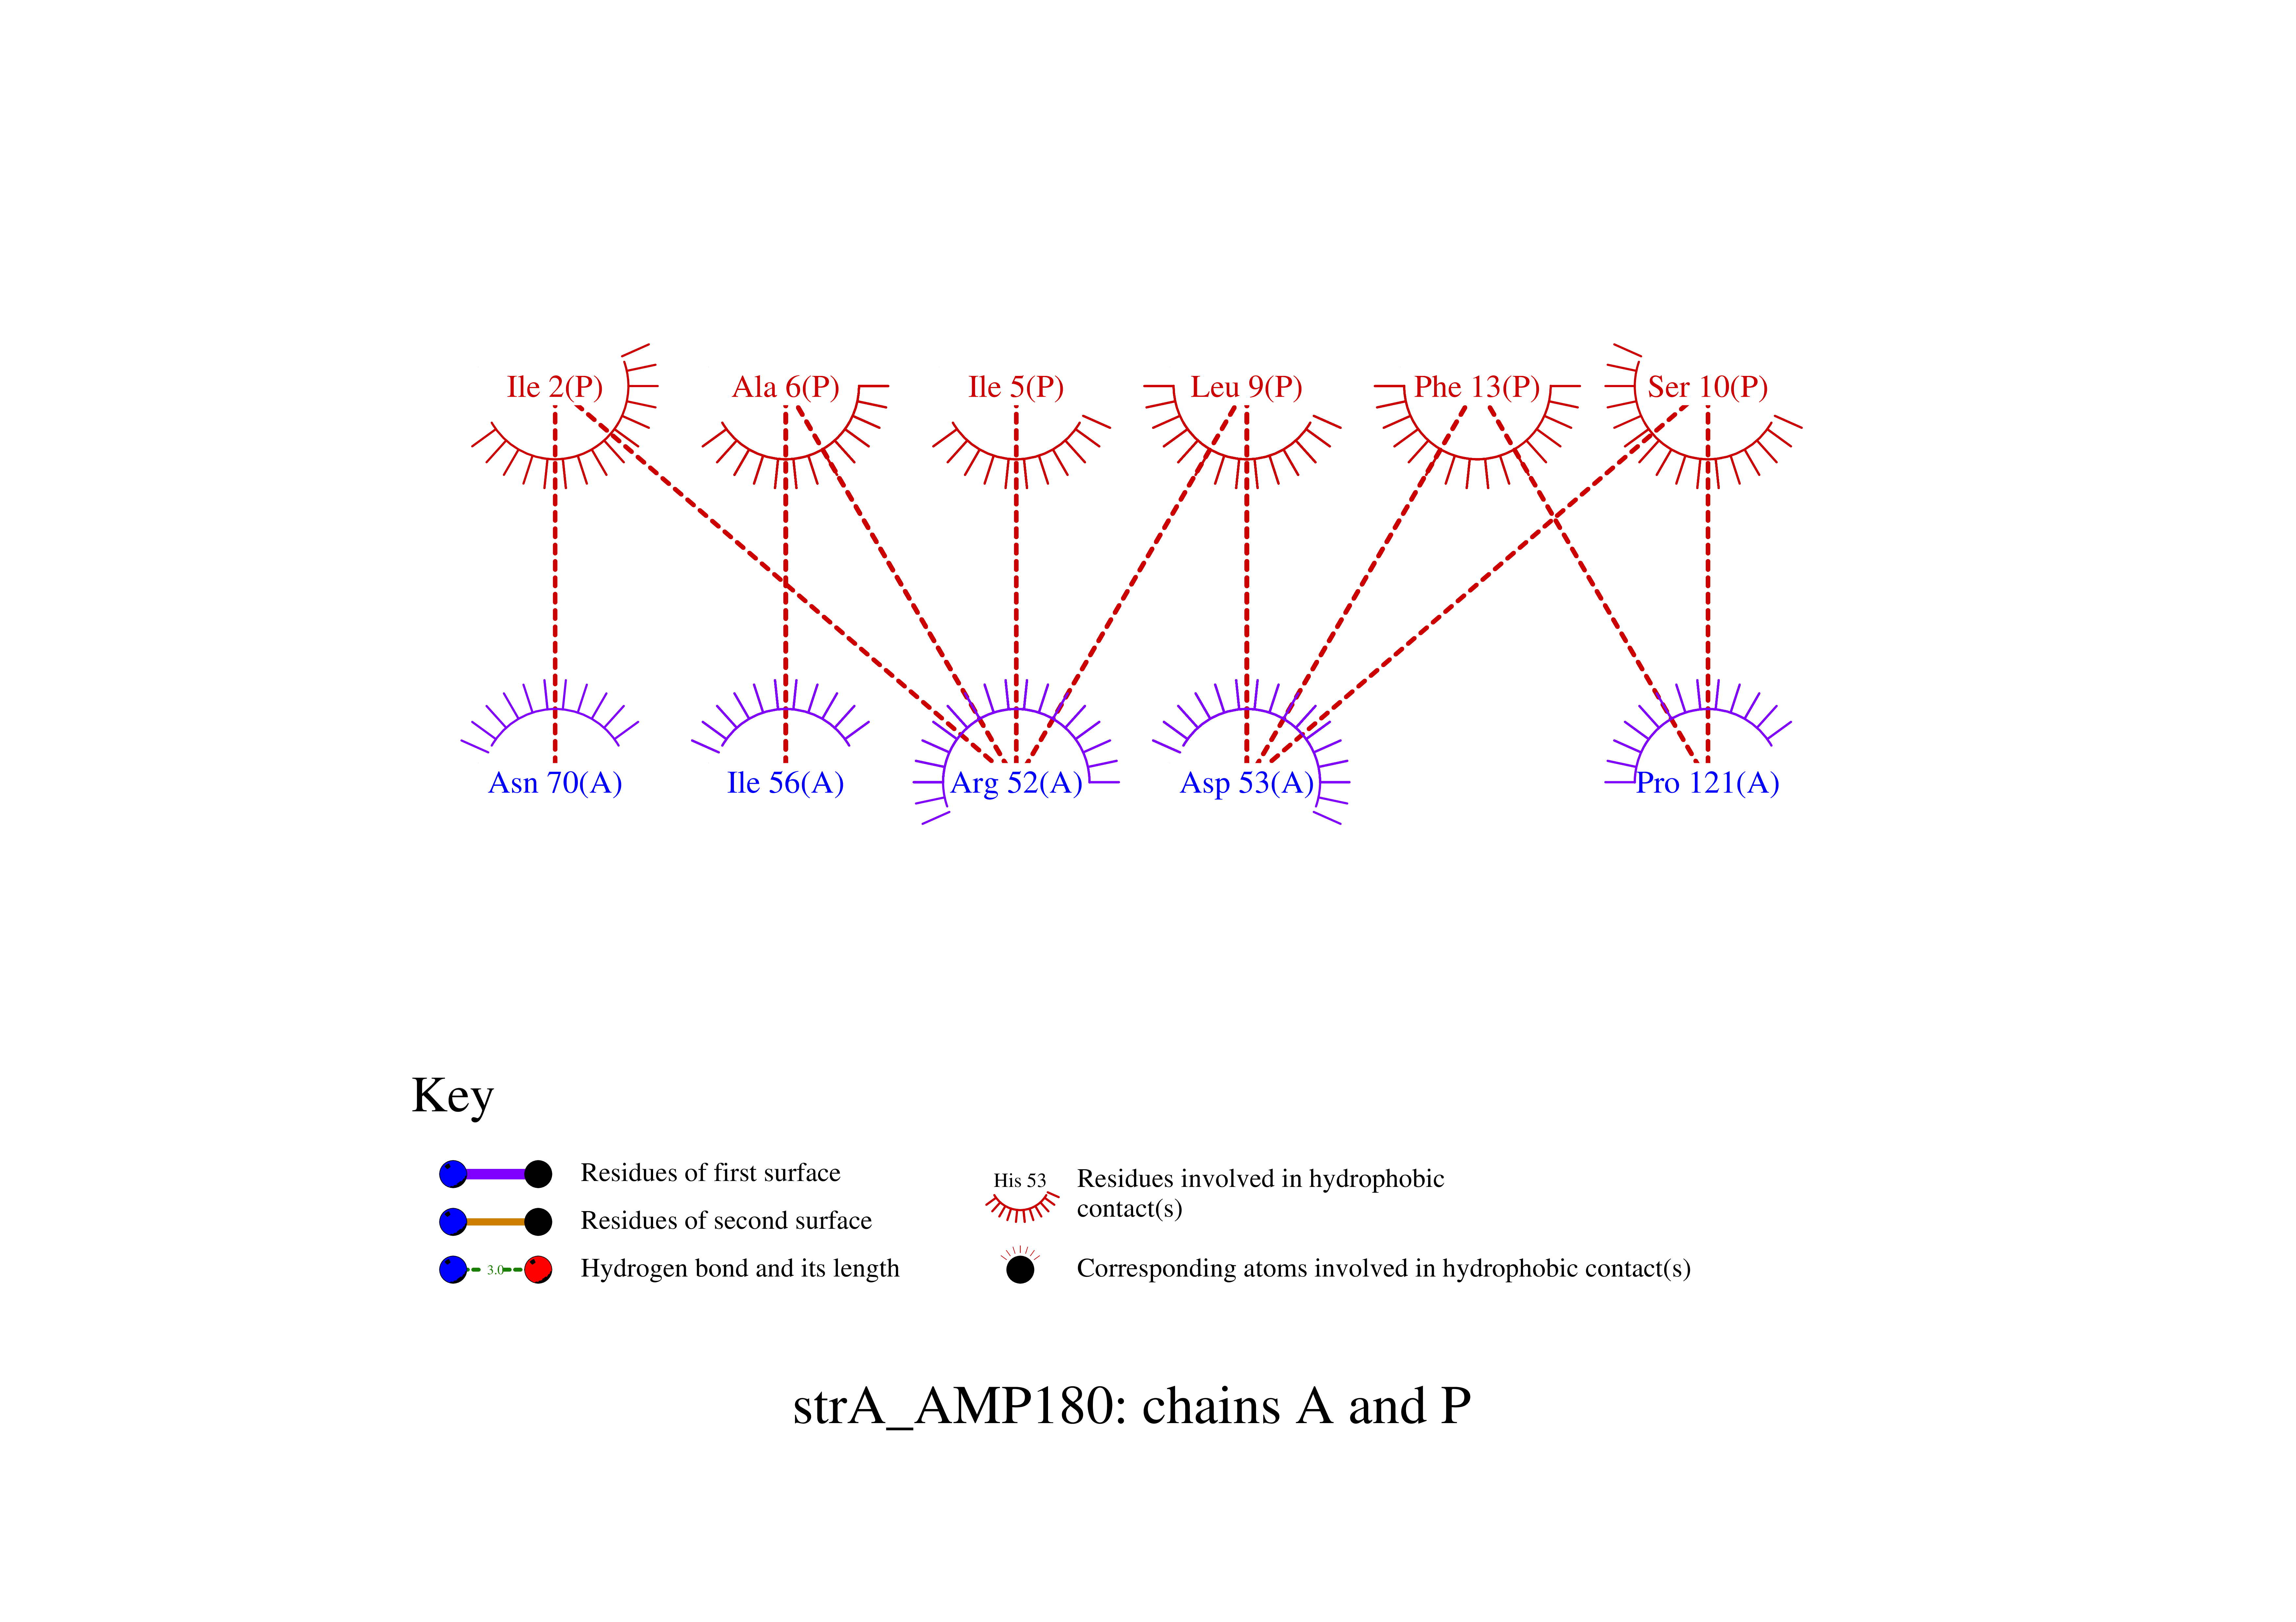 Ile 2(P) Ala 6(P) Ile 5(P) Leu 9(P) Phe 13(P) Ser 10(P)
Asn 70(A) Ile 56(A) Arg 52(A) Asp 53(A) Pro 121(A)
Key
Residues of first surface
Residues of second surface
3.0 Hydrogen bond and its length
His 53 Residues involved in hydrophobic
contact(s)
Corresponding atoms involved in hydrophobic contact(s)
strA_AMP180: chains A and P